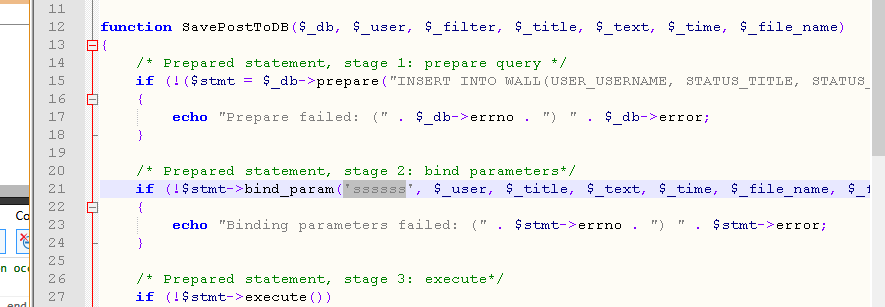 11
12 function SavePostToDB($_db, $_user, $_filter, $_title, $_text, $_time, $_file_name)
13 {
14 /* Prepared statement, stage 1: prepare query */
15 if (!($stmt = $_db->prepare("INSERT INTO WALL(USER_USERNAME, STATUS_TITLE, STATUS_
16 {
17 echo "Prepare failed: (" . $_db->errno . ") " . $_db->error;
18 }
19
20 /* Prepared statement, stage 2: bind parameters*/
21 if (!$stmt->bind_param('ssssss', $_user, $_title, $_text, $_time, $_file_name, $_f
22 {
Co
23 echo "Binding parameters failed: (" . $stmt->errno . ") " . $stmt->error;
24 }
25
n occ
26 /* Prepared statement, stage 3: execute*/
27 if (!$stmt->execute())
end